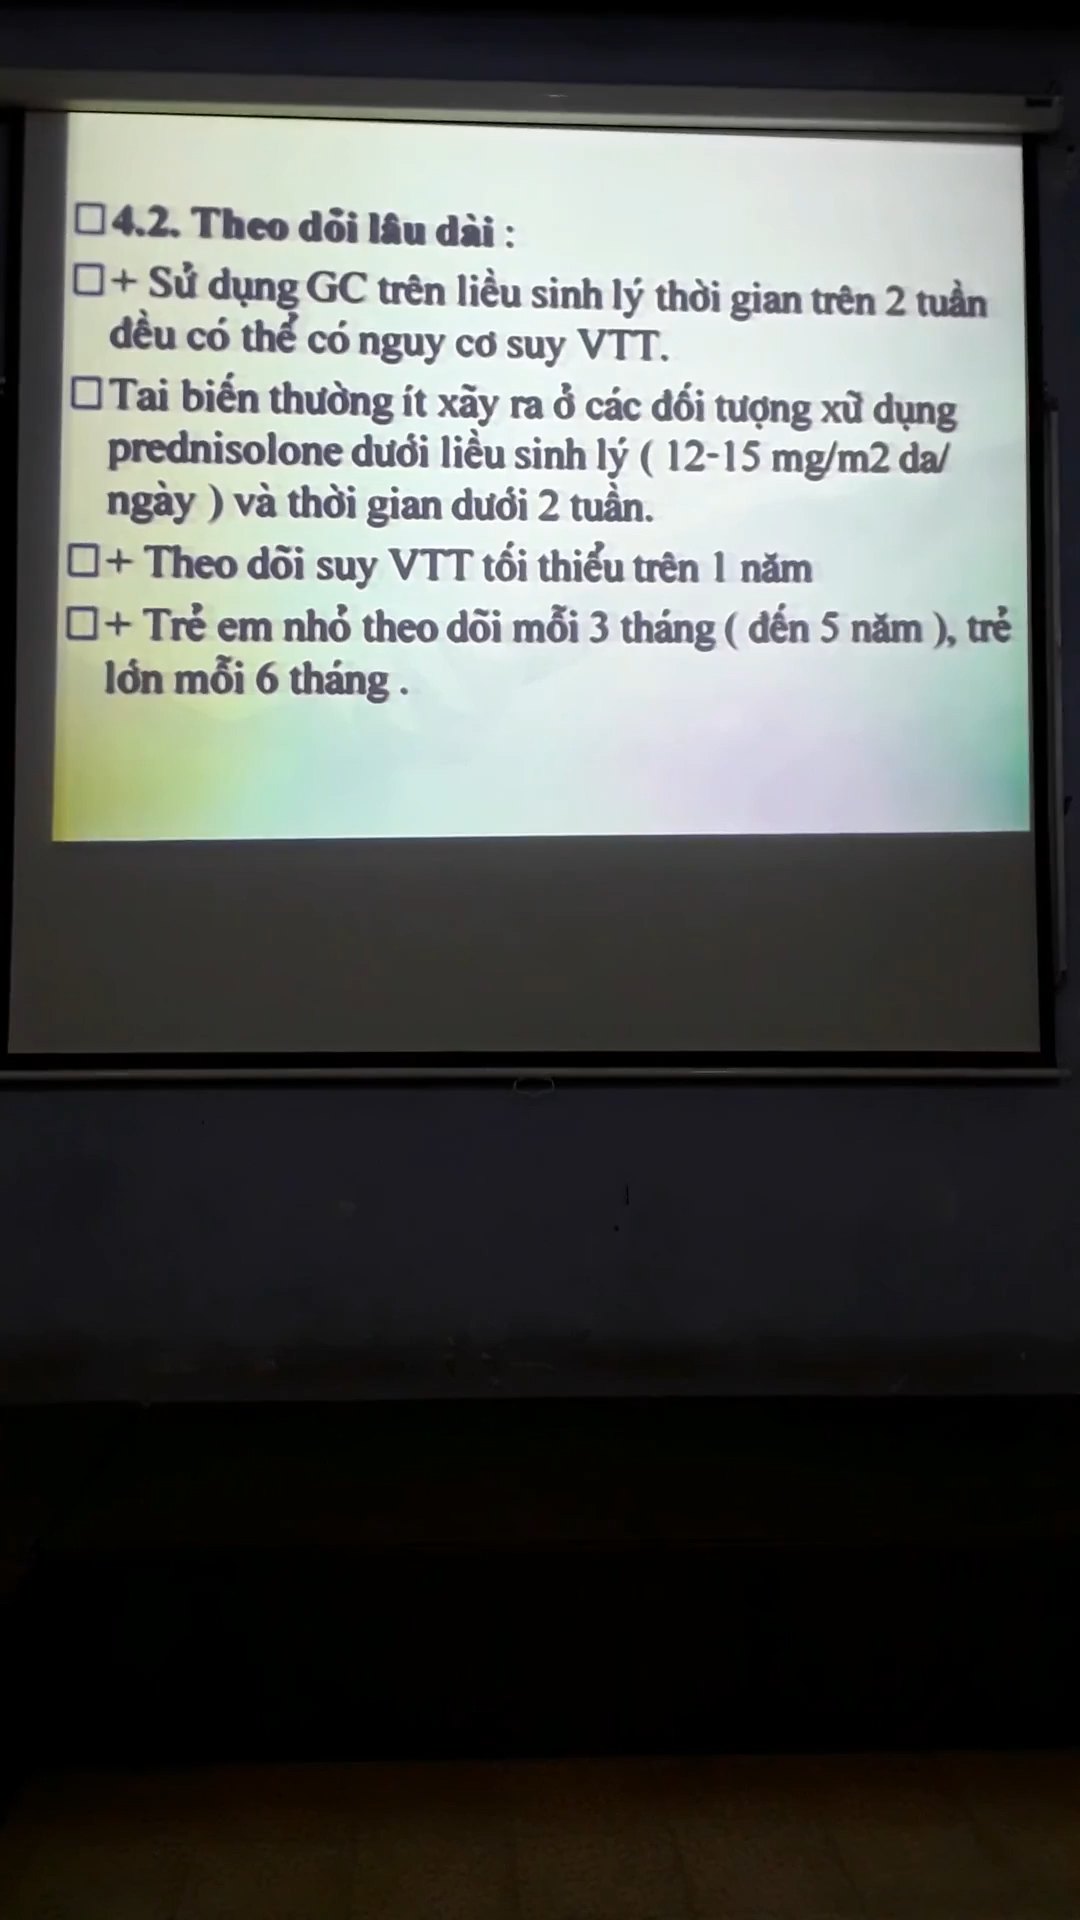 □4.2. Theo dõi lâu dài :
□+ Sử dụng GC trên liều sinh lý thời gian trên 2 tuần
đều có thể có nguy cơ suy VTT.
□Tai biến thường ít xãy ra ở các đối tượng xữ dụng
prednisolone dưới liều sinh lý ( 12-15 mg/m2 da/
ngày ) và thời gian dưới 2 tuần.
□+ Theo dõi suy VTT tối thiểu trên 1 năm
□+ Trẻ em nhỏ theo dõi mỗi 3 tháng ( đến 5 năm ), trẻ
lớn mỗi 6 tháng .